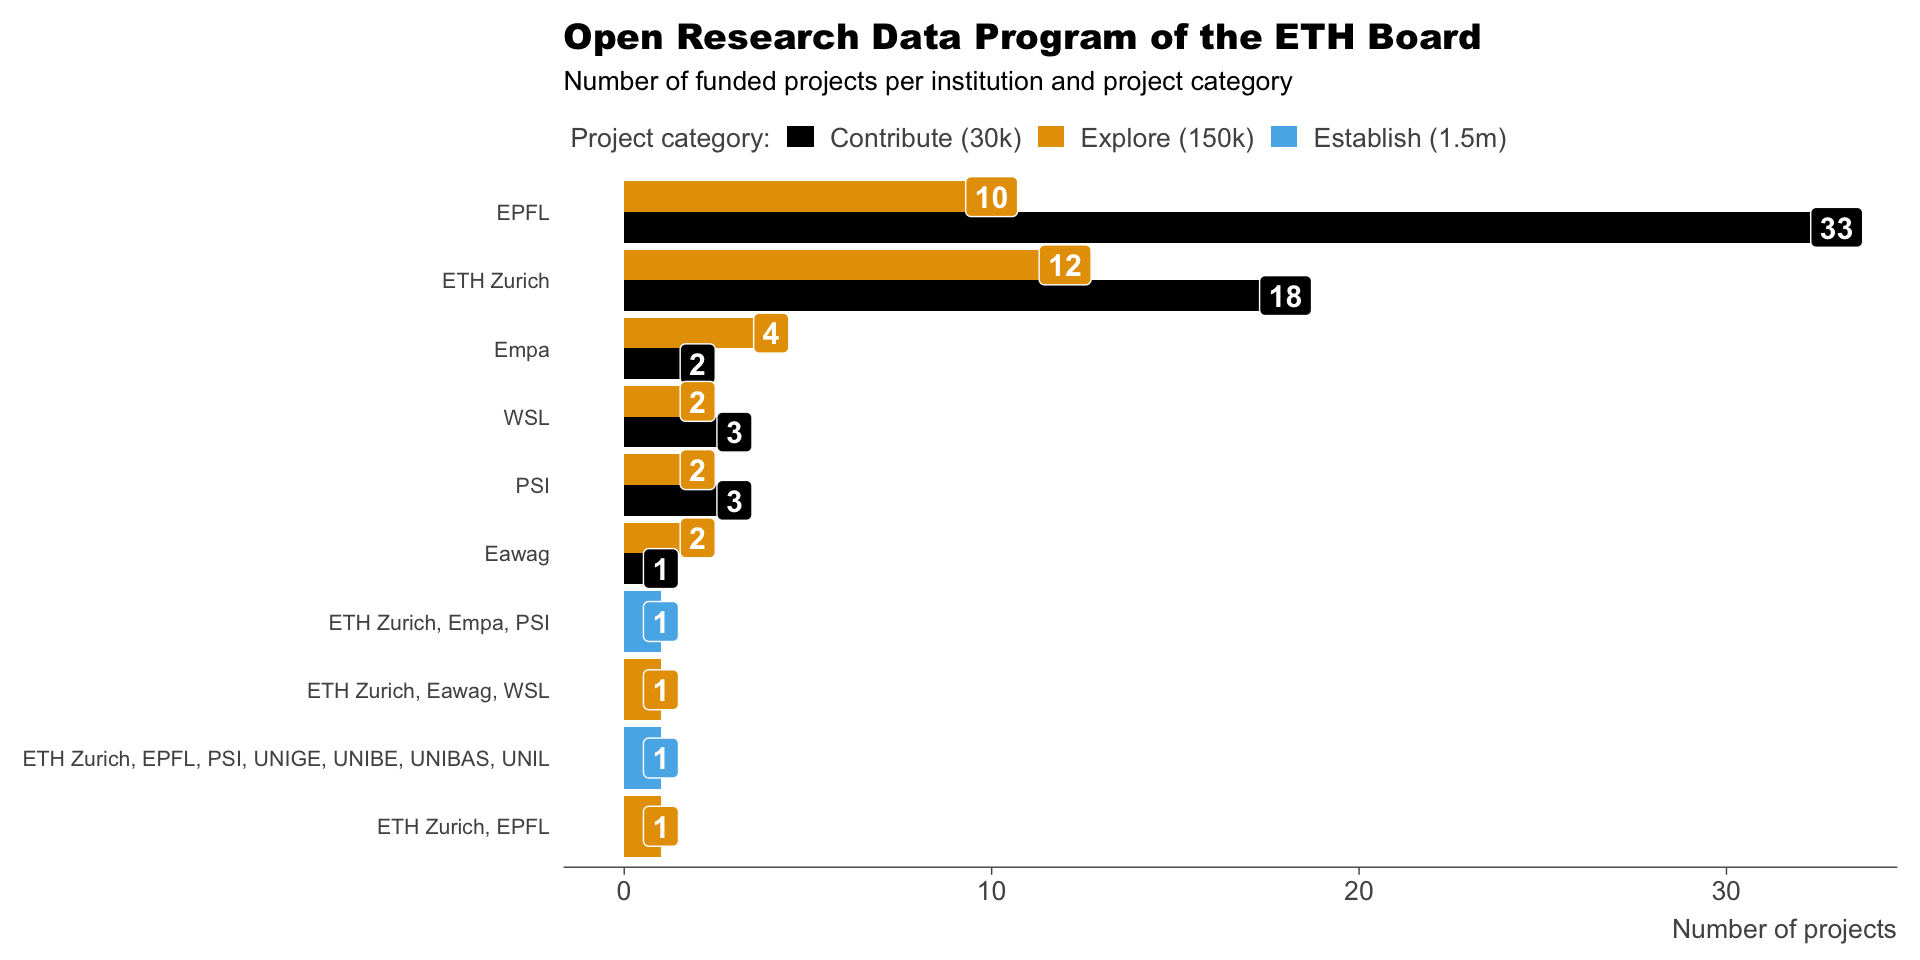 Open Research Data Program of the ETH Board
Number of funded projects per institution and project category
Project category: Contribute (30k) Explore (150k) Establish (1.5m)
EPFL
10
33
ETH Zurich
12
18
Empa
4
2
WSL
2
3
PSI
2
3
Eawag
2
1
ETH Zurich, Empa, PSI
1
ETH Zurich, Eawag, WSL
1
ETH Zurich, EPFL, PSI, UNIGE, UNIBE, UNIBAS, UNIL
1
ETH Zurich, EPFL
1
0 10 20 30
Number of projects